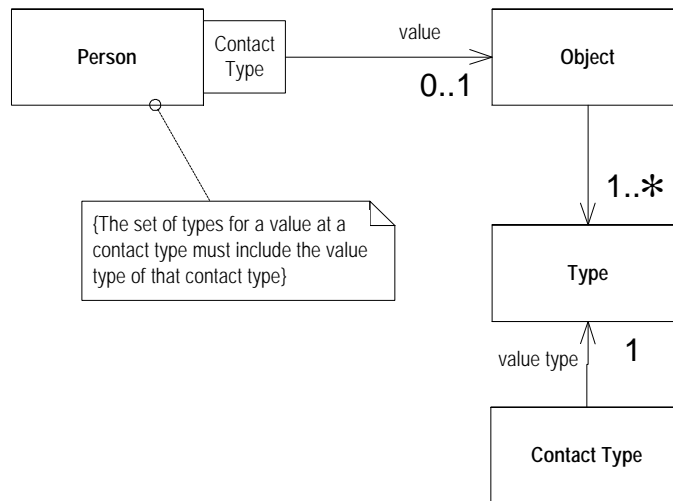 Person
Contact
Type
value
0..1
Object
{The set of types for a value at a
contact type must include the value
type of that contact type}
1..*
Type
value type
1
Contact Type